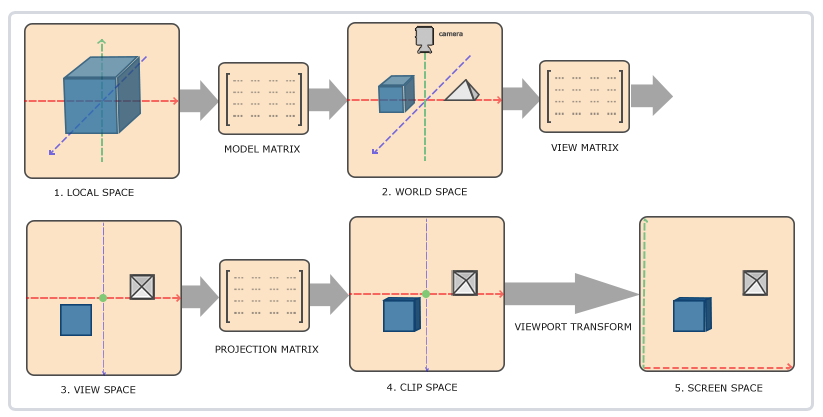 camera
MODEL MATRIX
VIEW MATRIX
1. LOCAL SPACE
2. WORLD SPACE
PROJECTION MATRIX
VIEWPORT TRANSFORM
3. VIEW SPACE
4. CLIP SPACE
5. SCREEN SPACE